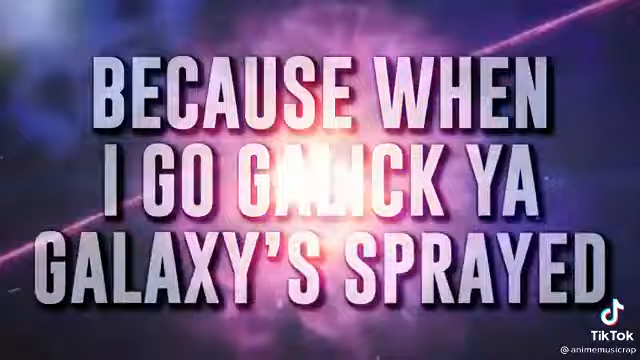 BECAUSE WHEN
I GO GALICK YA
GALAXY'S SPRAYED
TikTok
@animemusicrap